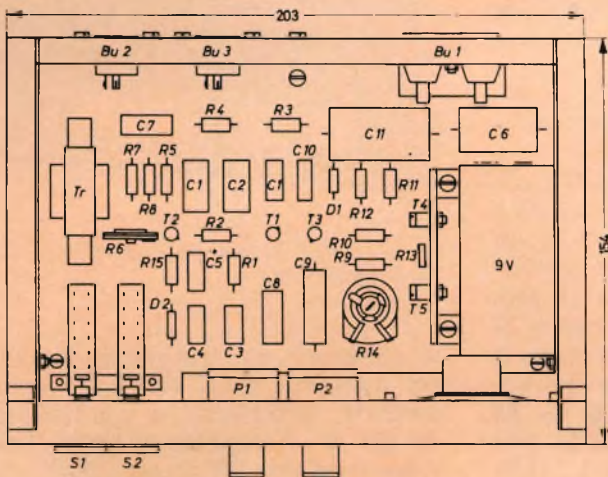 203
Bu 2
Bu 3
Bu 1
R4
R3
C7
C11
C6
R7
R5
C10
Tr
C1
C2
C1
R8
D1
R12
R11
T2
R2
T1
T3
T4
R6
R10
R13
9V
154
R15
+
C5
R1
C9
R9
D2
C8
T5
C4
C3
R14
P1
P2
S1
S2